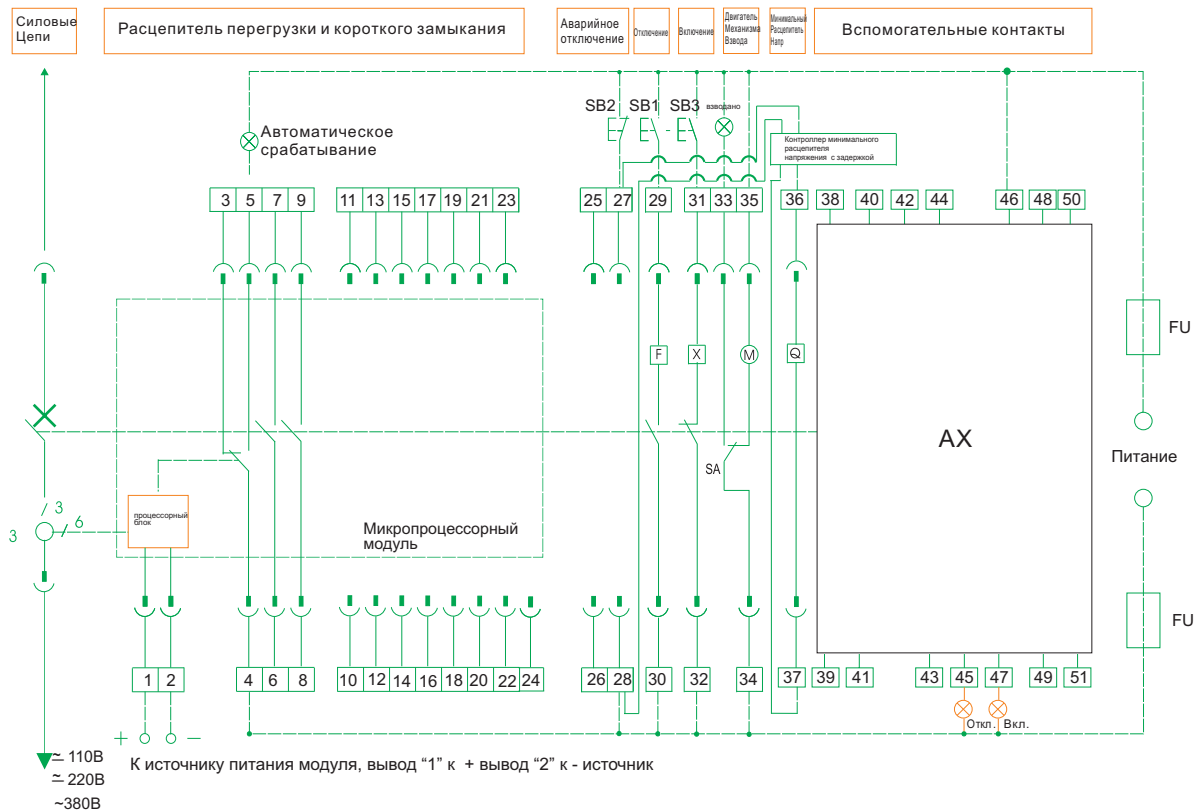 Силовые
Цепи
Расцепитель перегрузки и короткого замыкания
Аварийное
отключение
Отключение
Включение
Двигатель
Механизма
Взвода
Минимальный
Расцепитель
Напр
Вспомогательные контакты
SB2 SB1 SB3 взводано
Автоматическое
срабатывание
Контроллер минимального
расцепителя
напряжения с задержкой
3 5 7 9 11 13 15 17 19 21 23 25 27 29 31 33 35 36 38 40 42 44 46 48 50
FU
F X M Q
AX
Питание
SA
3
3 6
процессорный
блок
Микропроцессорный
модуль
FU
1 2 4 6 8 10 12 14 16 18 20 22 24 26 28 30 32 34 37 39 41 43 45 47 49 51
Откл. Вкл.
+ −
≃ 110В
К источнику питания модуля, вывод “1” к + вывод “2” к - источник
≃ 220В
~380В